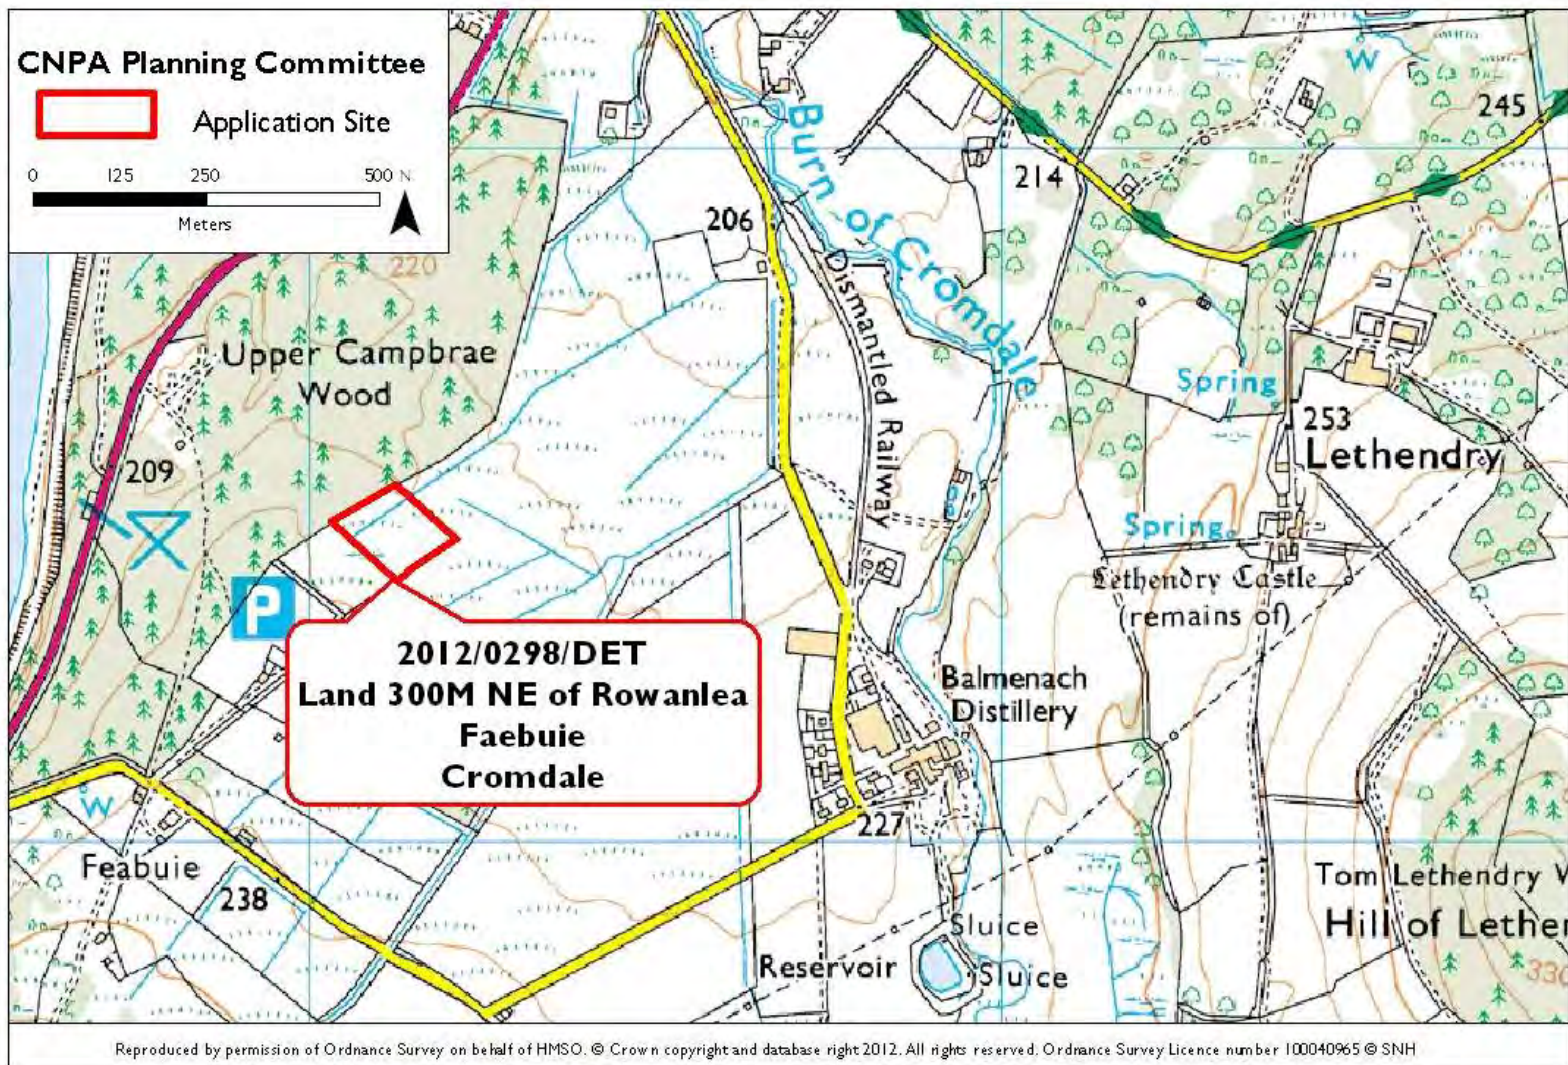 CNPA Planning Committee
Application Site
0 125 250 500 N
Meters
220
206
214
245
Burn of Cromdale
Dismantled Railway
W
Upper Campbrae
Wood
209
P
Spring
253
Lethendry
Spring
Lethendry Castle
(remains of)
2012/0298/DET
Land 300M NE of Rowanlea
Faebuie
Cromdale
Balmenach
Distillery
227
W
Feabuie
238
Reservoir
Sluice
Sluice
Tom Lethendry W
Hill of Lether
330
Reproduced by permission of Ordnance Survey on behalf of HMSO. © Crown copyright and database right 2012. All rights reserved. Ordnance Survey Licence number 100040965 © SNH